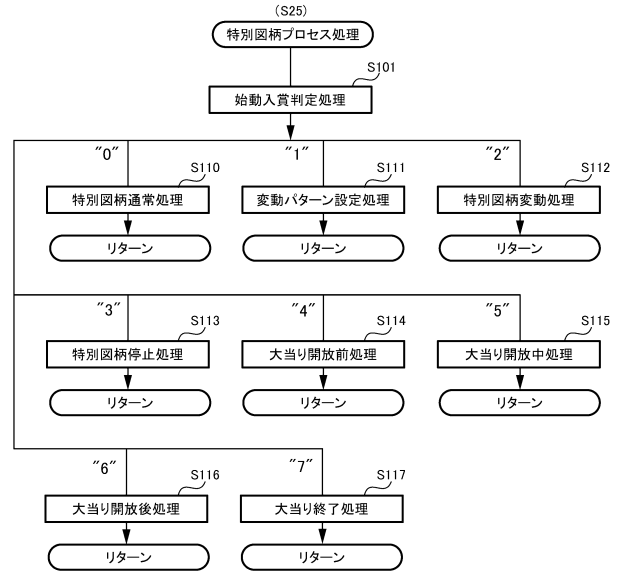 (S25)
特別図柄プロセス処理
S101
始動入賞判定処理
"0"
"1"
"2"
S110
S111
S112
特別図柄通常処理
変動パターン設定処理
特別図柄変動処理
リターン
リターン
リターン
"3"
"4"
"5"
S113
S114
S115
特別図柄停止処理
大当り開放前処理
大当り開放中処理
リターン
リターン
リターン
"6"
"7"
S116
S117
大当り開放後処理
大当り終了処理
リターン
リターン